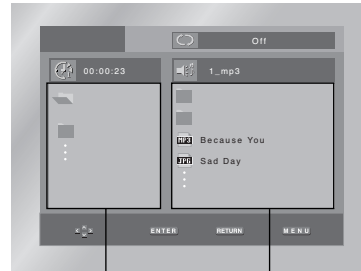 Off
00:00:23
1_mp3
MP3 Because You
JPG Sad Day
ENTER RETURN MENU